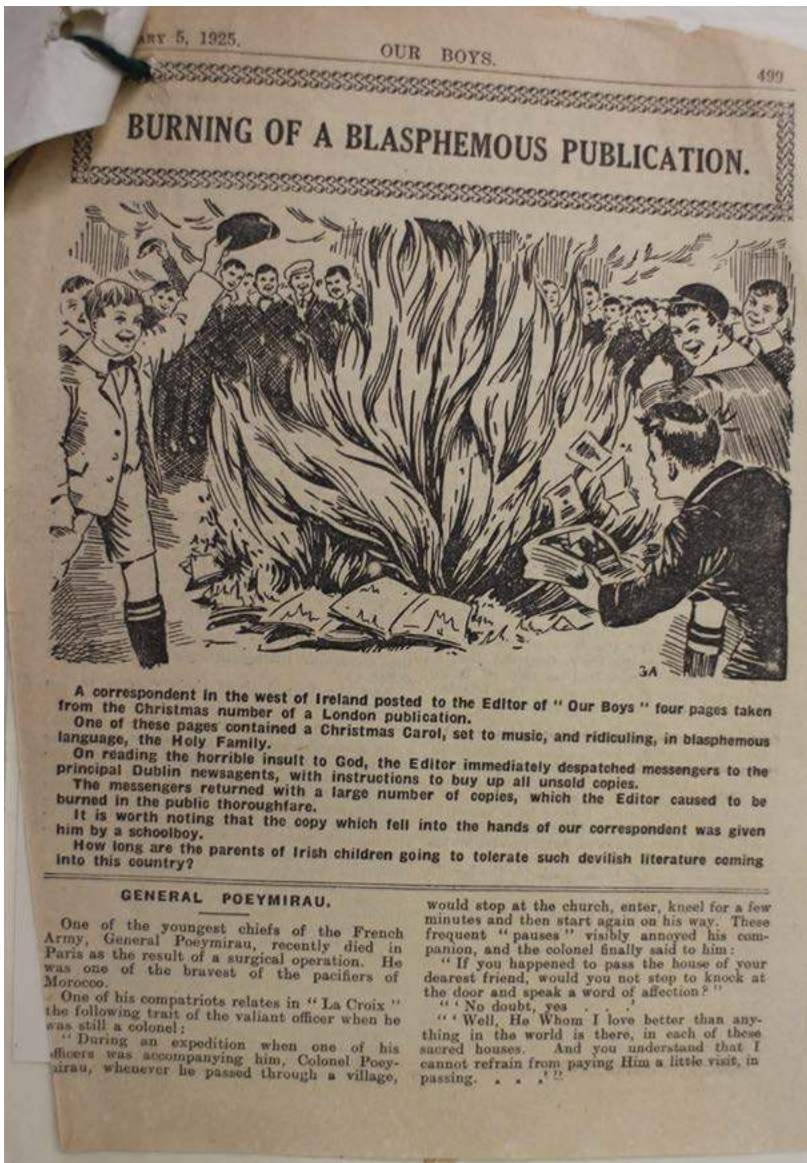 ARY 5, 1925.
OUR BOYS.
499
BURNING OF A BLASPHEMOUS PUBLICATION.
GA
A correspondent in the west of Ireland posted to the Editor of " Our Boys " four pages taken
from the Christmas number of a London publication.
One of these pages contained a Christmas Carol, set to music, and ridiculing, in blasphemous
language, the Holy Family.
On reading the horrible insult to God, the Editor immediately despatched messengers to the
principal Dublin newsagents, with instructions to buy up all unsold copies.
The messengers returned with a large number of copies, which the Editor caused to be
burned in the public thoroughfare.
It is worth noting that the copy which fell into the hands of our correspondent was given
him by a schoolboy.
How long are the parents of Irish children going to tolerate such devilish literature coming
into this country?
GENERAL POEYMIRAU.
One of the youngest chiefs of the French
Army, General Poeymirau, recently died in
Paris as the result of a surgical operation. He
was one of the bravest of the pacifiers of
Morocco.
One of his compatriots relates in " La Croix "
the following trait of the valiant officer when he
was still a colonel :
" During an expedition when one of his
officers was accompanying him, Colonel Poey-
mirau, whenever he passed through a village,
would stop at the church, enter, kneel for a few
minutes and then start again on his way. These
frequent " pauses " visibly annoyed his com-
panion, and the colonel finally said to him :
" If you happened to pass the house of your
dearest friend, would you not stop to knock at
the door and speak a word of affection ? "
" ' No doubt, yes . . .'
" ' Well, He Whom I love better than any-
thing in the world is there, in each of these
sacred houses. And you understand that I
cannot refrain from paying Him a little visit, in
passing. . . .' "